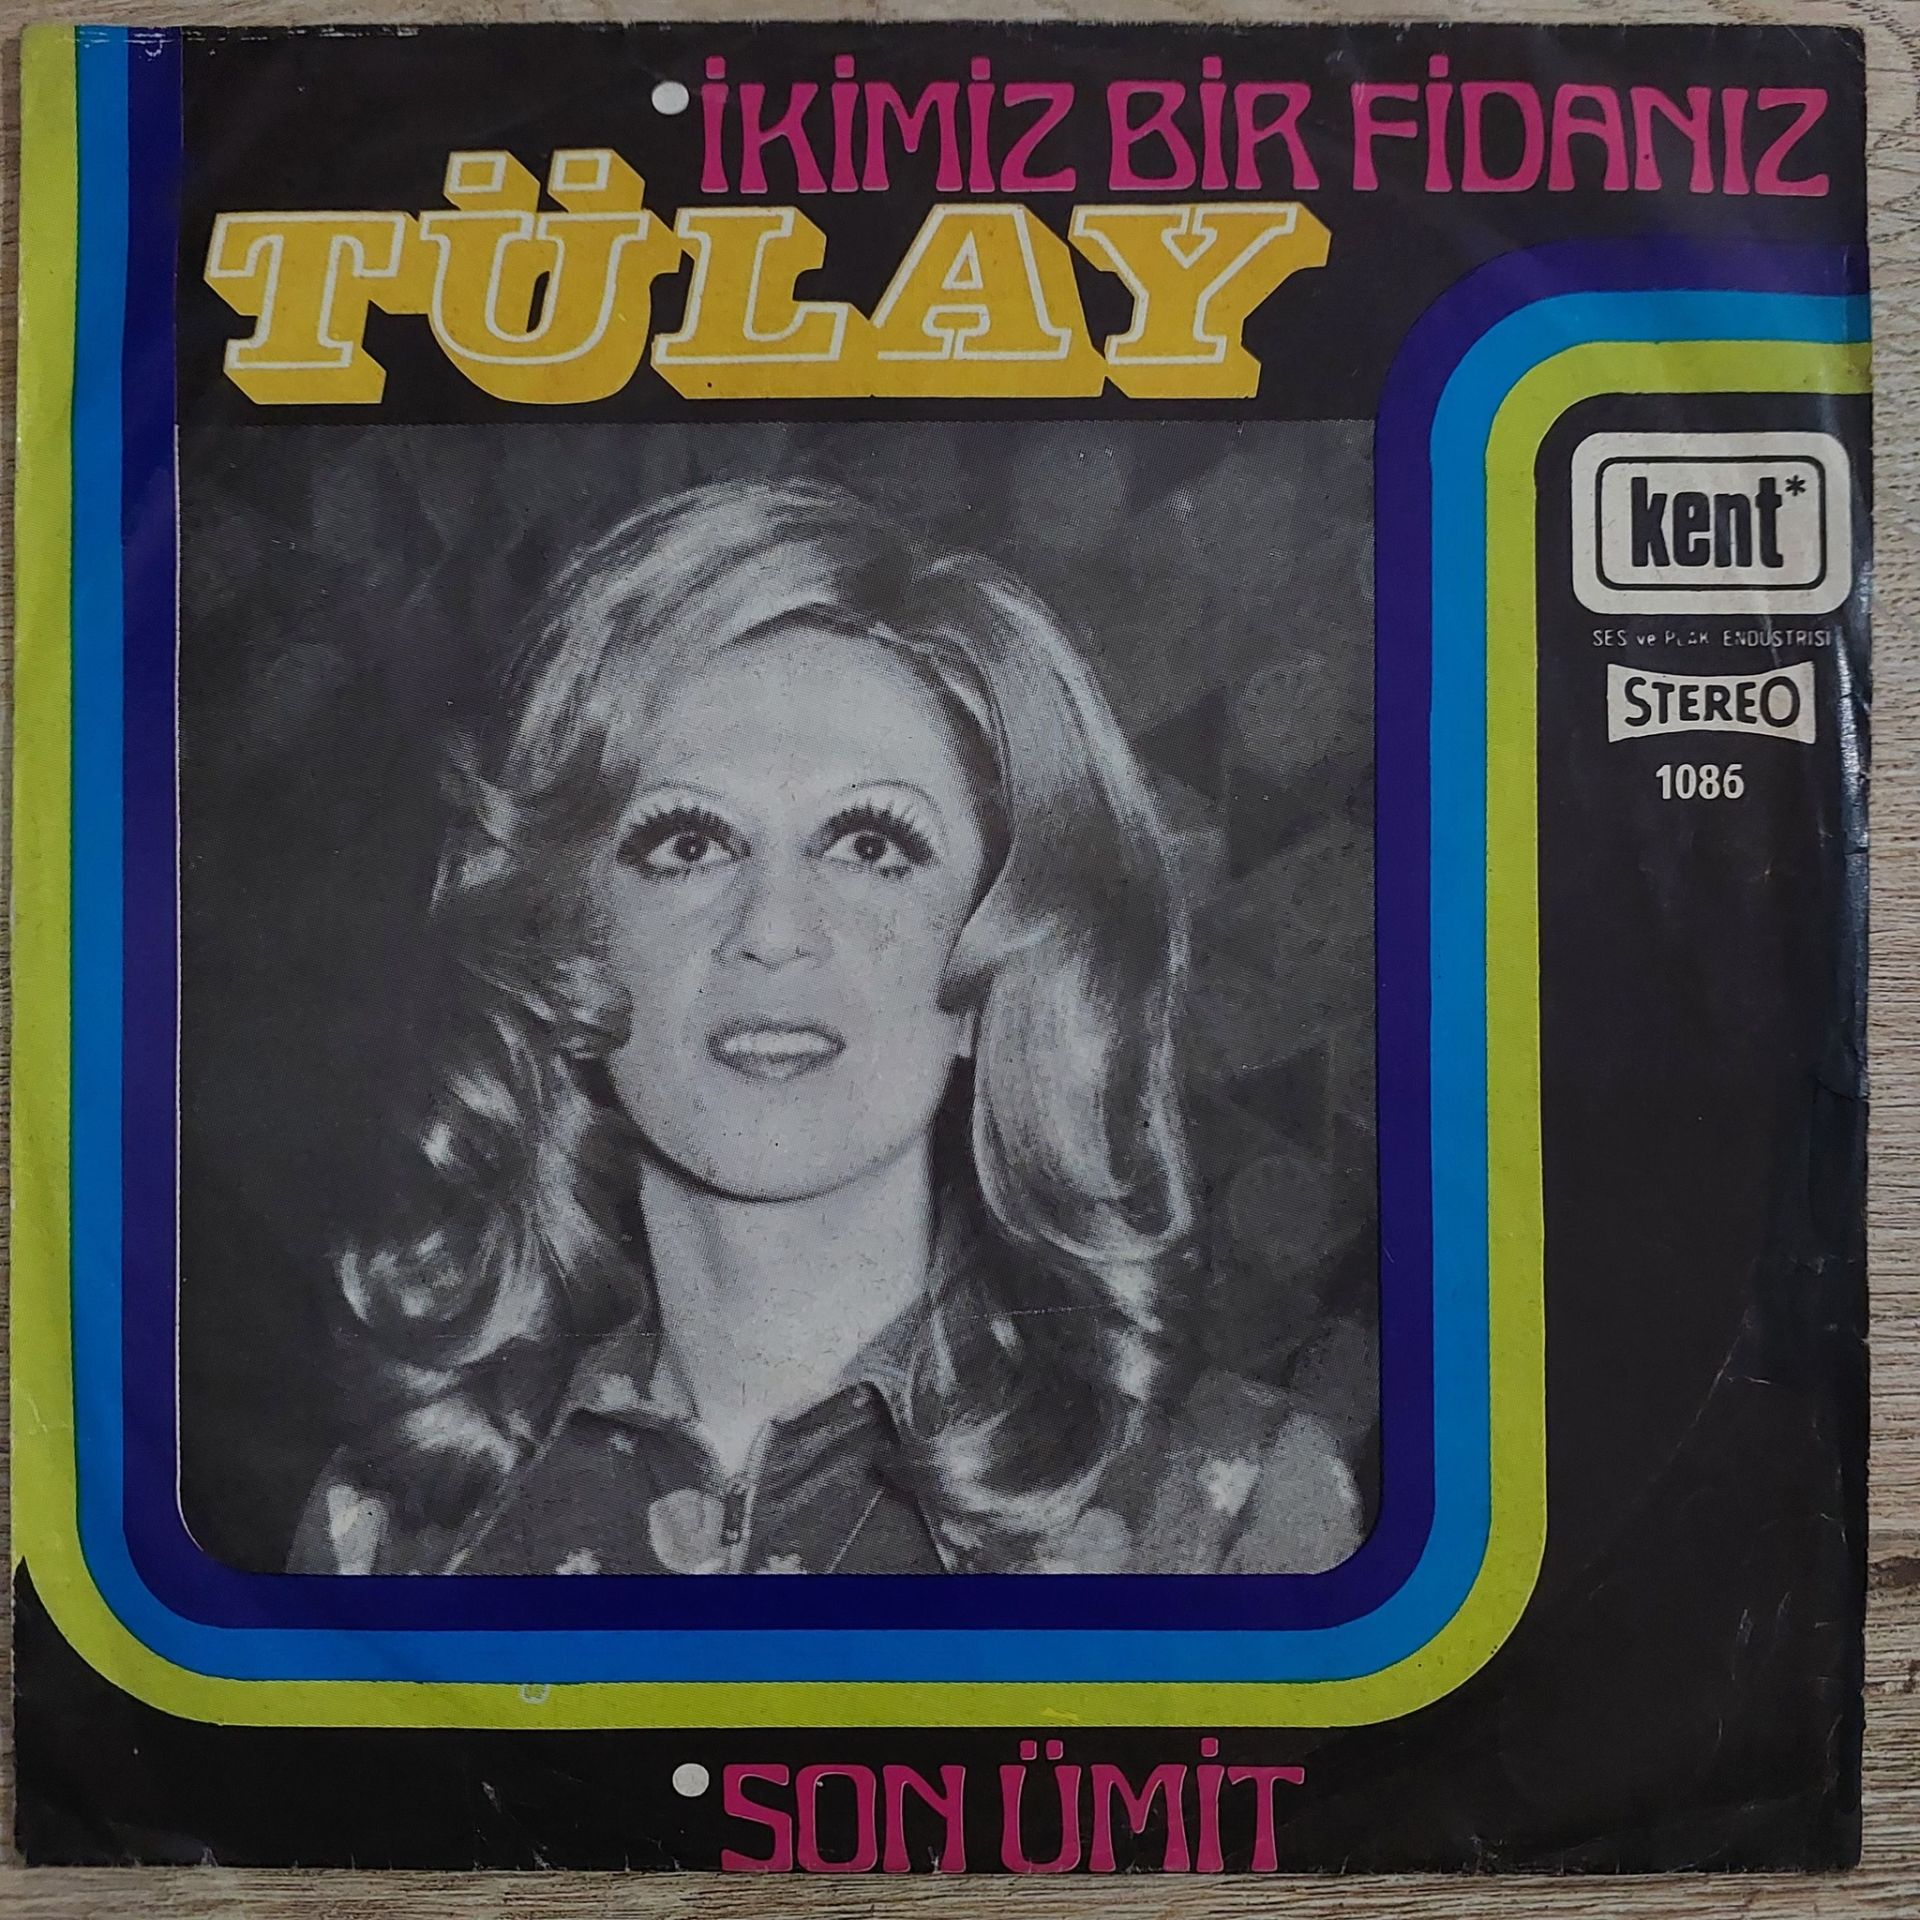 İKİMİZ BİR FİDANIZ
TÜLAY
kent*
SES ve PLAK ENDÜSTRİSİ
STEREO
1086
SON ÜMİT